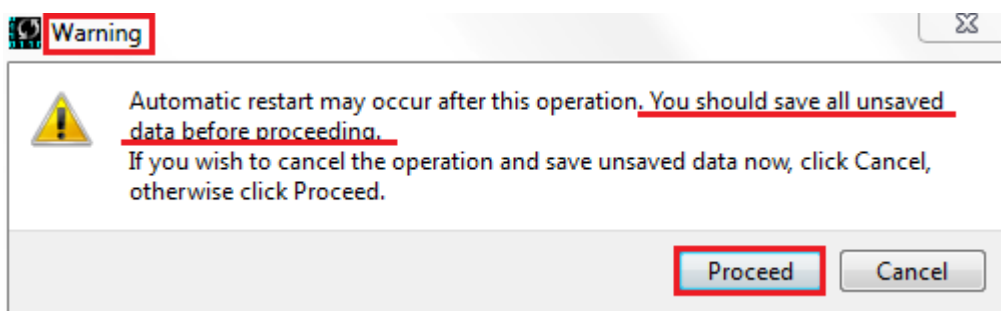 Warning
Automatic restart may occur after this operation. You should save all unsaved
data before proceeding.
If you wish to cancel the operation and save unsaved data now, click Cancel,
otherwise click Proceed.
Proceed Cancel